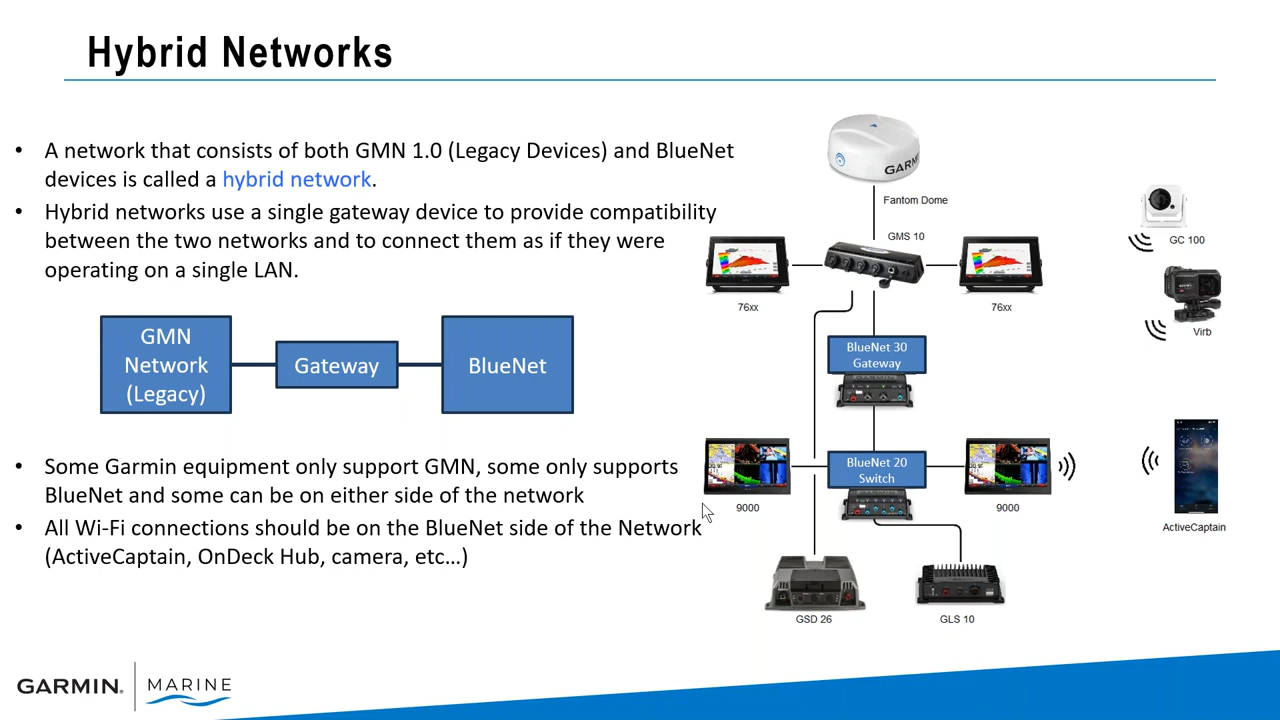 Hybrid Networks
• A network that consists of both GMN 1.0 (Legacy Devices) and BlueNet
devices is called a hybrid network.
• Hybrid networks use a single gateway device to provide compatibility
between the two networks and to connect them as if they were
operating on a single LAN.
GMN
Network
(Legacy)
Gateway
BlueNet
• Some Garmin equipment only support GMN, some only supports
BlueNet and some can be on either side of the network
• All Wi-Fi connections should be on the BlueNet side of the Network
(ActiveCaptain, OnDeck Hub, camera, etc…)
GARMIN
Fantom Dome
GMS 10
76xx
76xx
BlueNet 30
Gateway
BlueNet 20
Switch
9000
9000
GSD 26
GLS 10
GC 100
Virb
ActiveCaptain
GARMIN.
MARINE